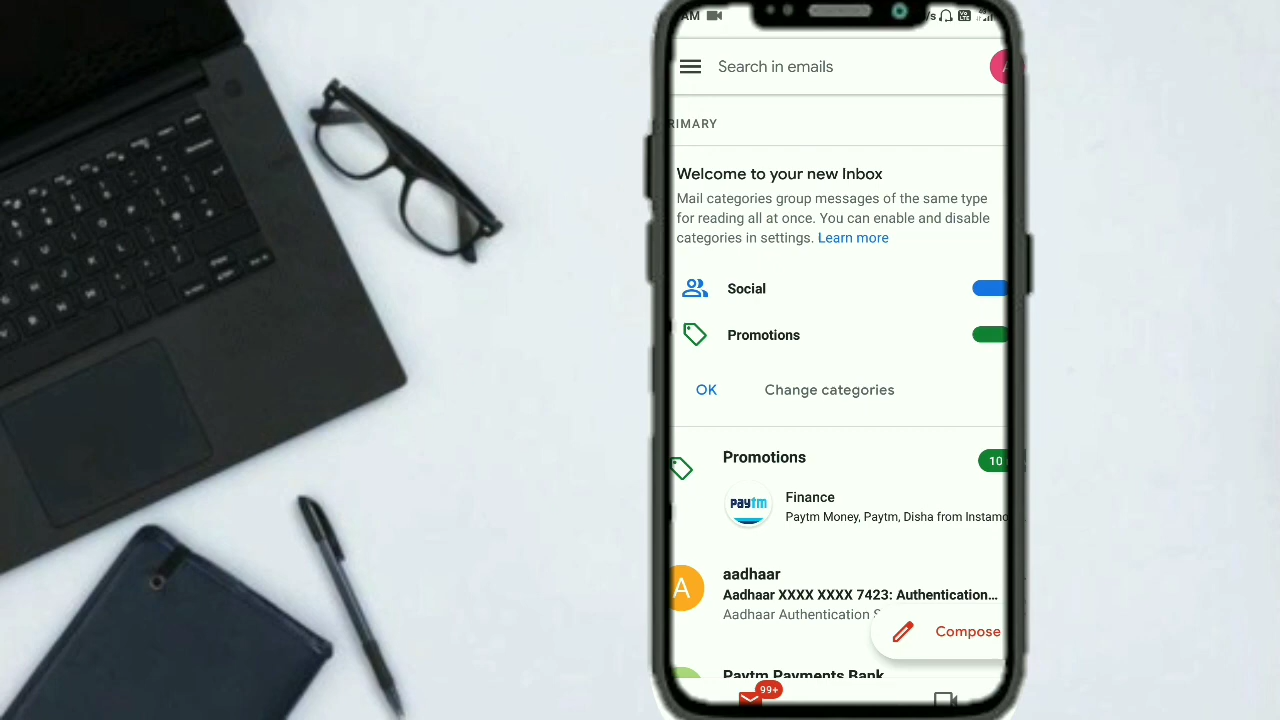 AM
/s
Search in emails
RIMARY
Welcome to your new Inbox
Mail categories group messages of the same type
for reading all at once. You can enable and disable
categories in settings. Learn more
Social
Promotions
OK
Change categories
Promotions
10
paytm
Finance
Paytm Money, Paytm, Disha from Instamo
A
aadhaar
Aadhaar XXXX XXXX 7423: Authentication...
Aadhaar Authentication S
Compose
Paytm Payments Bank
99+